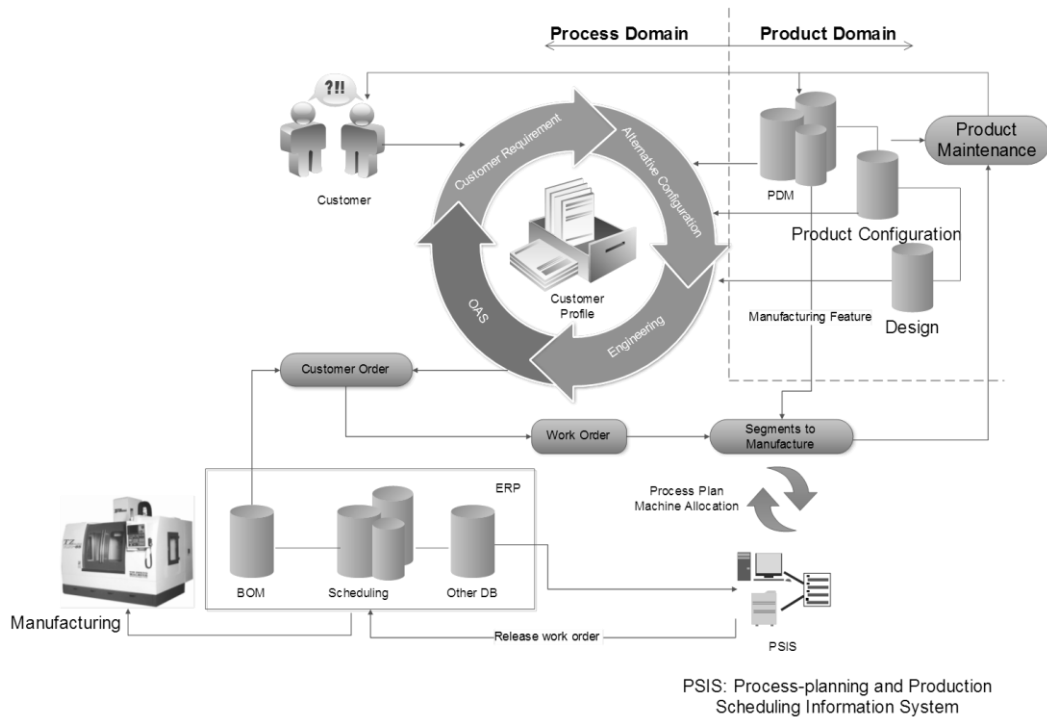 Process Domain
Product Domain
?!!
Customer
Customer Requirement
Alternative Configuration
Engineering
OAS
Customer
Profile
PDM
Product
Maintenance
Product Configuration
Design
Manufacturing Feature
Customer Order
Work Order
Segments to
Manufacture
Process Plan
Machine Allocation
ERP
BOM
Scheduling
Other DB
Manufacturing
Release work order
PSIS
PSIS: Process-planning and Production
Scheduling Information System